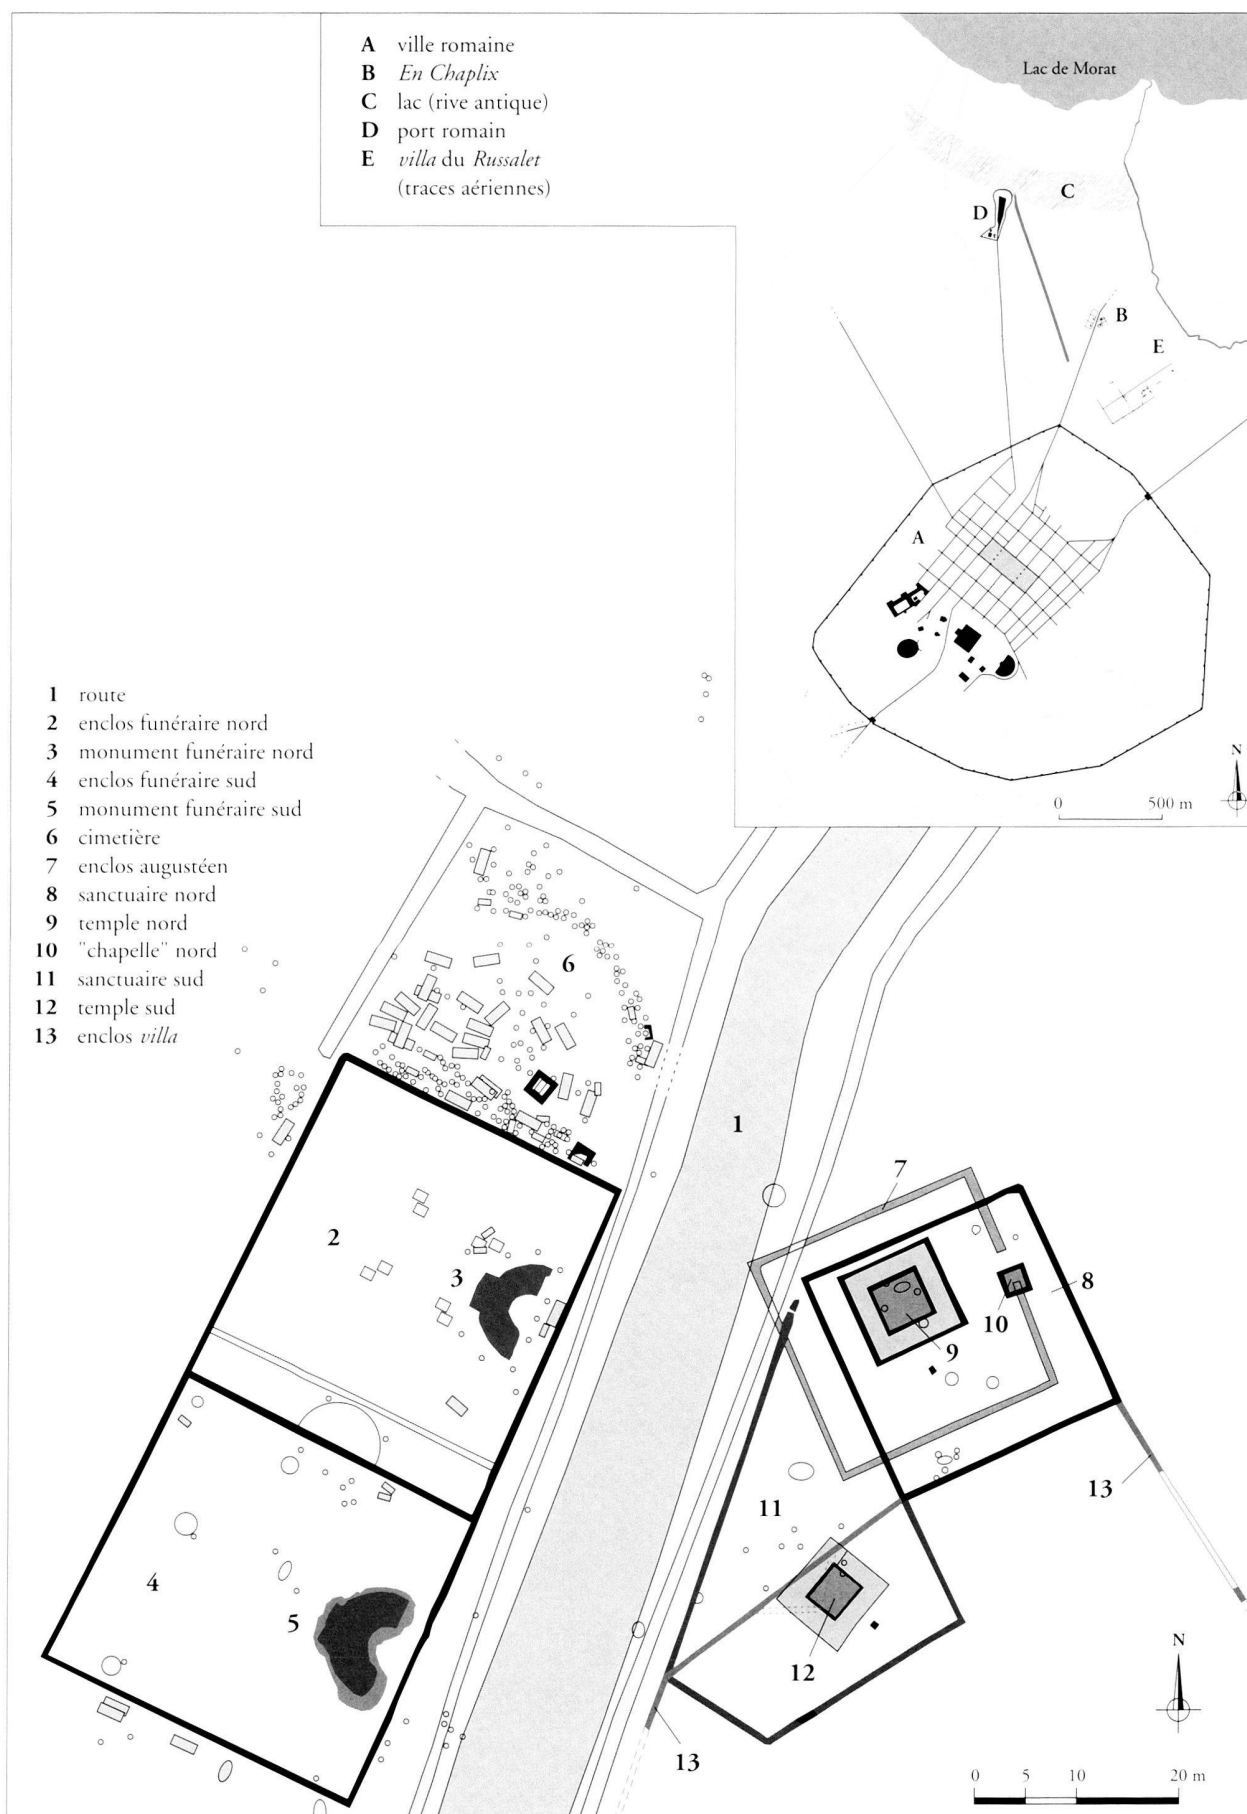 A ville romaine
B En Chaplix
C lac (rive antique)
D port romain
E villa du Russalet
(traces aériennes)
Lac de Morat
C
D
B
E
A
N
0 500 m
1 route
2 enclos funéraire nord
3 monument funéraire nord
4 enclos funéraire sud
5 monument funéraire sud
6 cimetière
7 enclos augustéen
8 sanctuaire nord
9 temple nord
10 "chapelle" nord
11 sanctuaire sud
12 temple sud
13 enclos villa
6
1
7
2
3
8
10
9
13
11
4
5
12
N
13
0 5 10 20 m